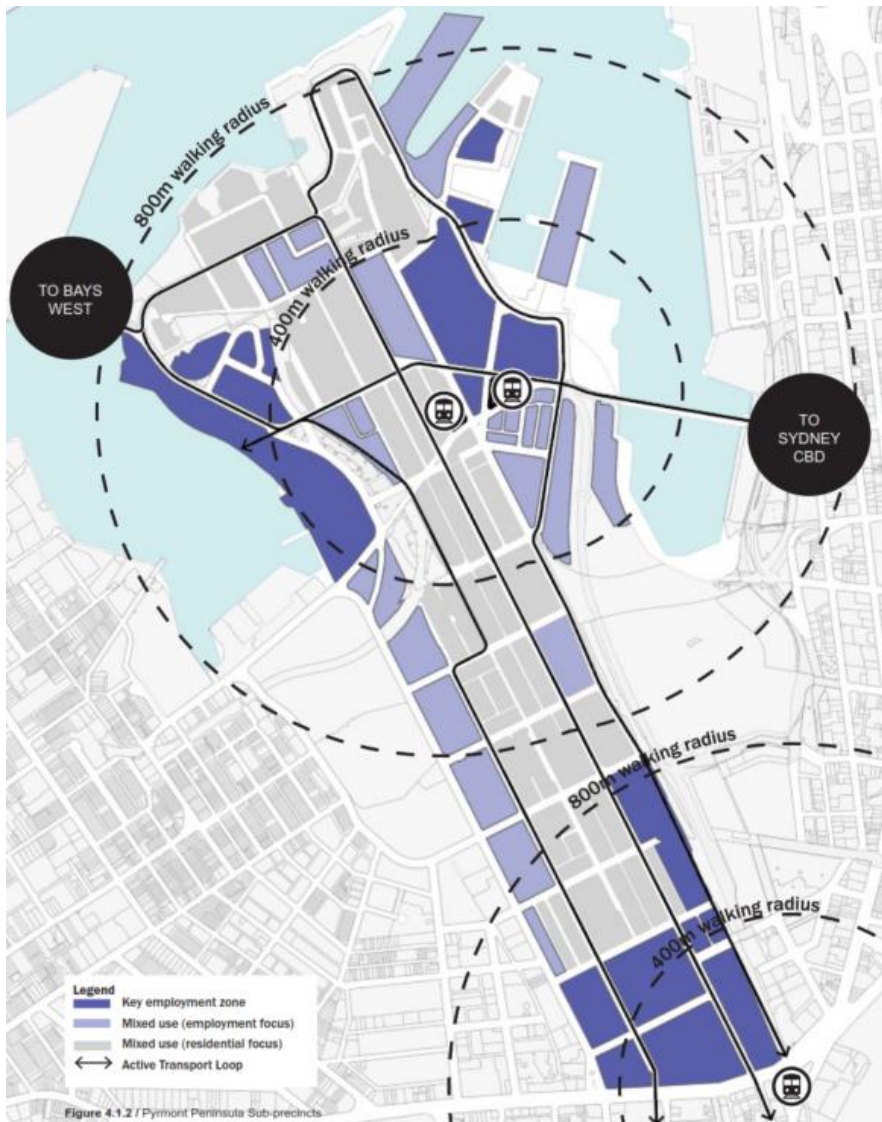 800m walking radius
400m walking radius
TO BAYS
WEST
TO
SYDNEY
CBD
800m walking radius
400m walking radius
Legend
Key employment zone
Mixed use (employment focus)
Mixed use (residential focus)
Active Transport Loop
Figure 4.1.2 / Pyrmont Peninsula Sub-precincts